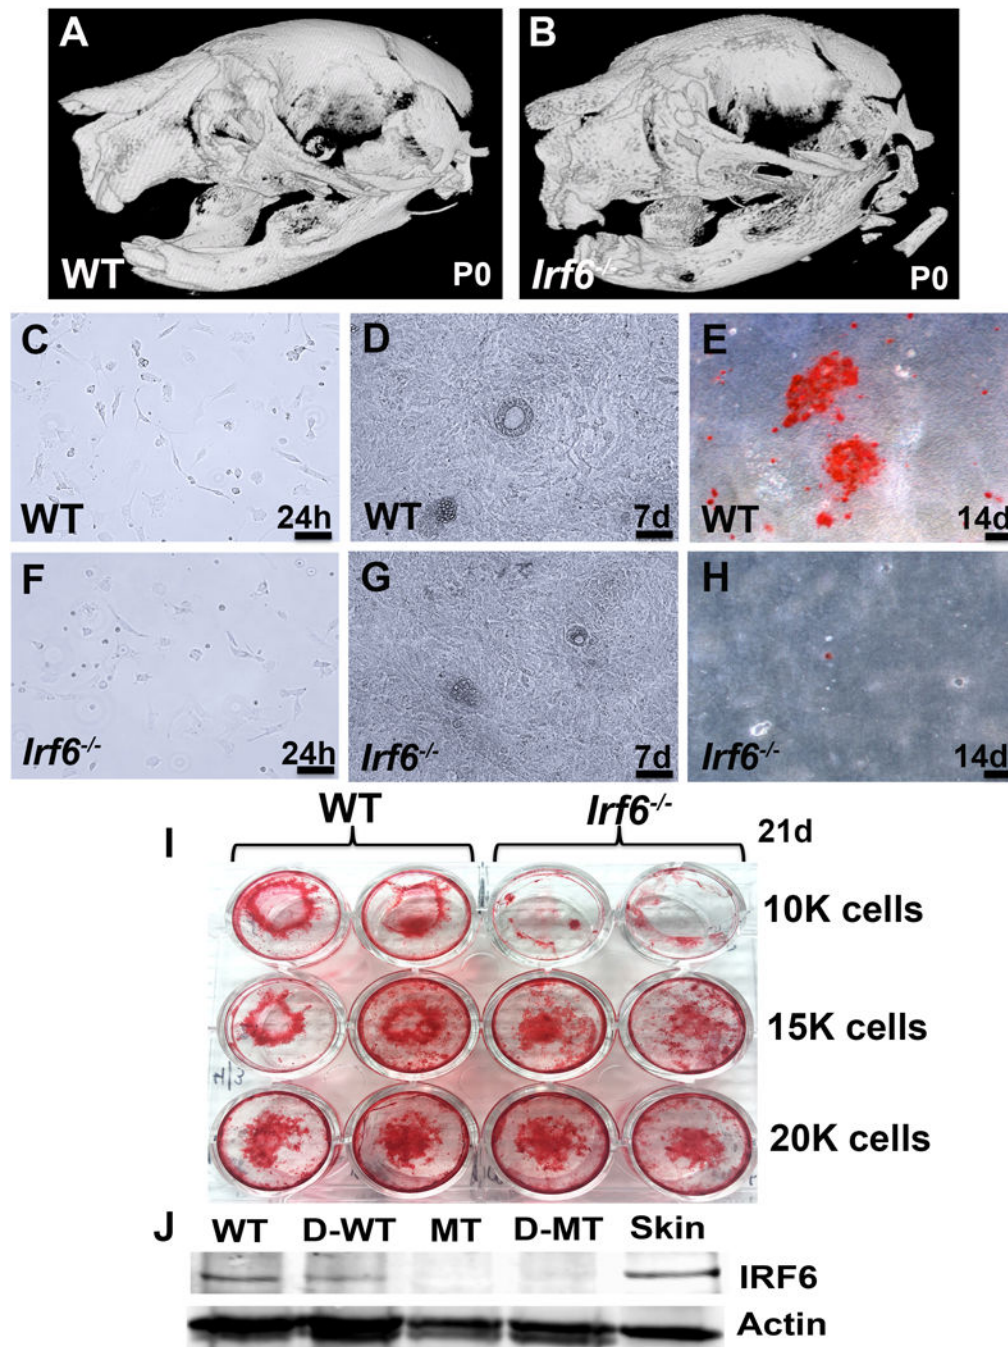 A
WT
P0
B
Irf6-/-
P0
C
WT
24h
D
WT
7d
E
WT
14d
F
Irf6-/-
24h
G
Irf6-/-
7d
H
Irf6-/-
14d
I
WT
Irf6-/-
21d
10K cells
15K cells
20K cells
J
WT
D-WT
MT
D-MT
Skin
IRF6
Actin